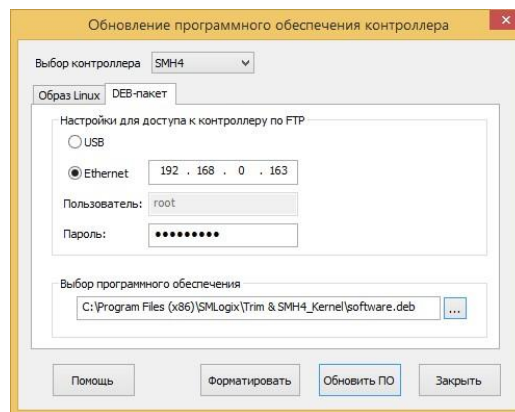 Обновление программного обеспечения контроллера
Выбор контроллера SMH4
Образ Linux DEB-пакет
Настройки для доступа к контроллеру по FTP
USB
Ethernet 192 . 168 . 0 . 163
Пользователь: root
Пароль: •••••••••
Выбор программного обеспечения
C:\Program Files (x86)\SMLogix\Trim & SMH4_Kernel\software.deb ...
Помощь Форматировать Обновить ПО Закрыть